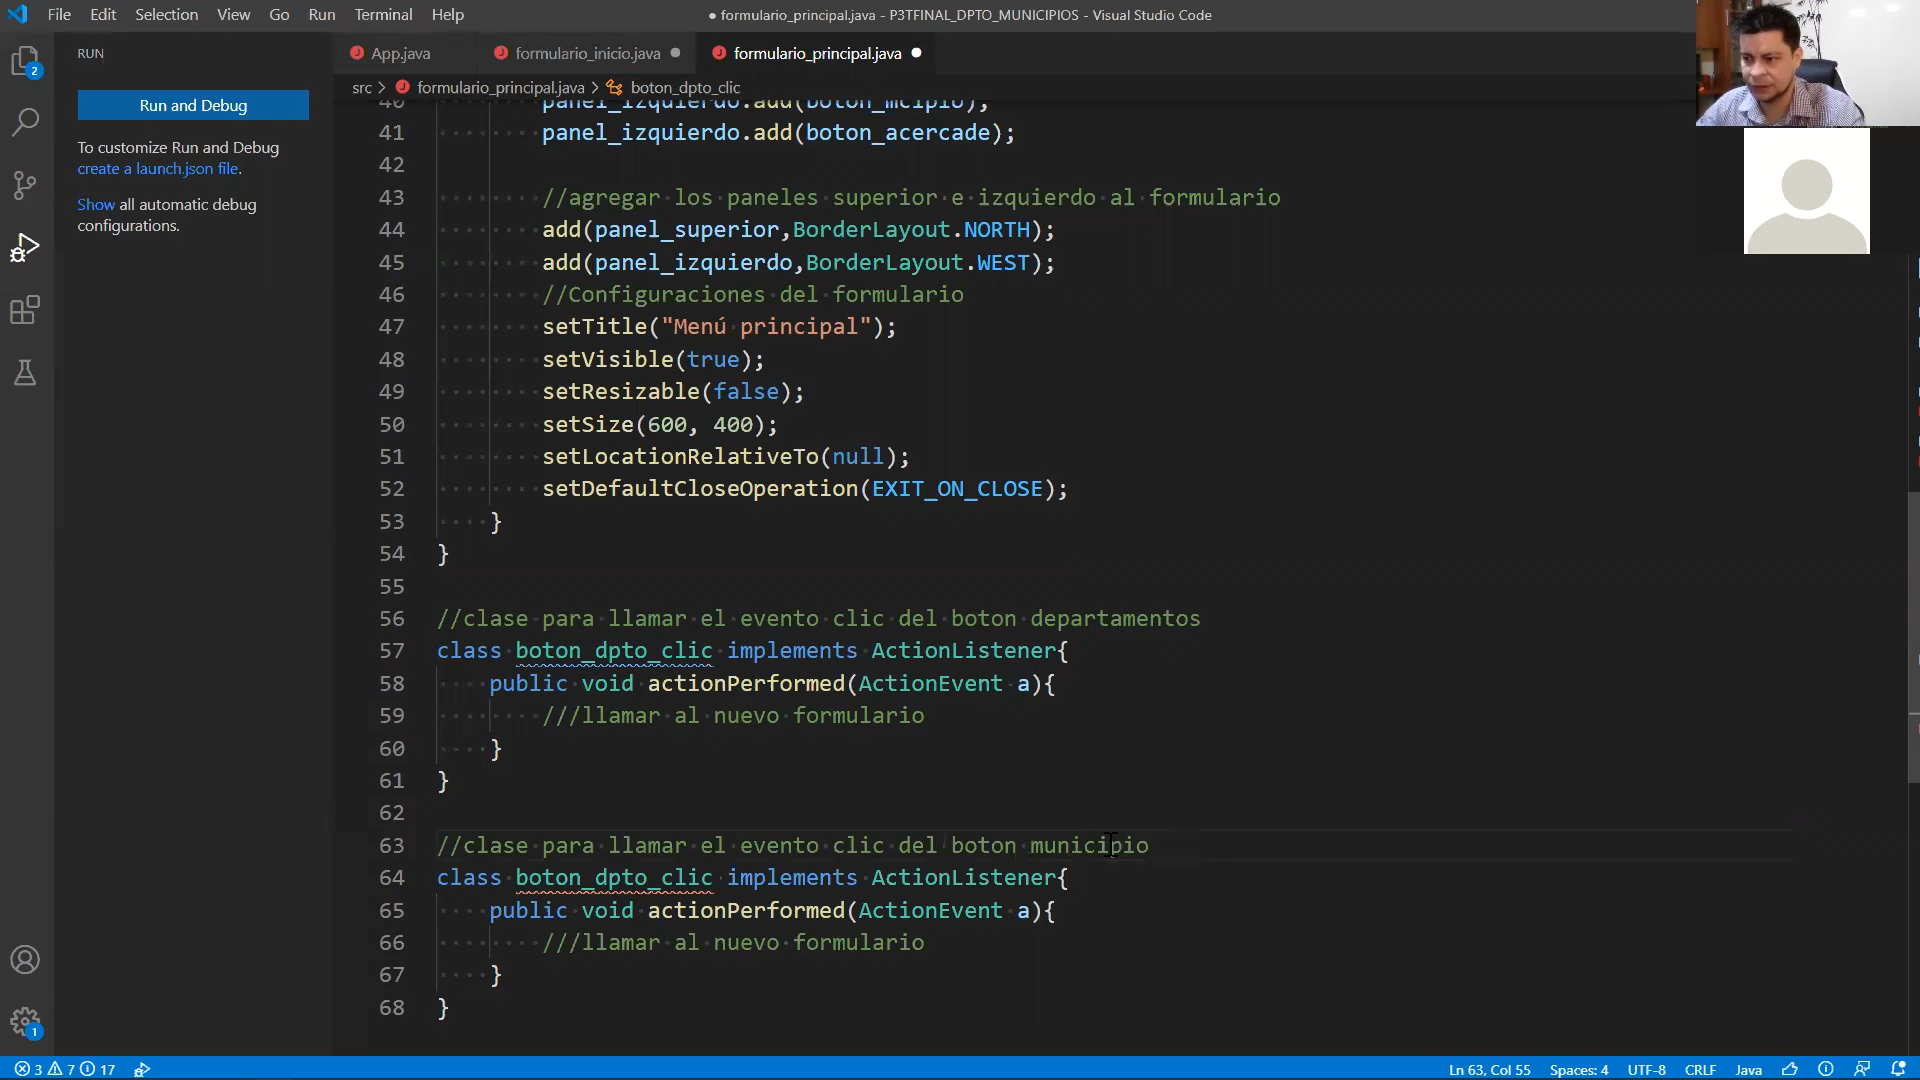 File Edit Selection View Go Run Terminal Help
● formulario_principal.java - P3TFINAL_DPTO_MUNICIPIOS - Visual Studio Code
RUN
App.java formulario_inicio.java formulario_principal.java
src > formulario_principal.java > boton_dpto_clic
2
Run and Debug
To customize Run and Debug
create a launch.json file.
Show all automatic debug
configurations.
40 panel_izquierdo.add(boton_mcipio);
41 panel_izquierdo.add(boton_acercade);
42
43 //agregar los paneles superior e izquierdo al formulario
44 add(panel_superior,BorderLayout.NORTH);
45 add(panel_izquierdo,BorderLayout.WEST);
46 //Configuraciones del formulario
47 setTitle("Menú principal");
48 setVisible(true);
49 setResizable(false);
50 setSize(600, 400);
51 setLocationRelativeTo(null);
52 setDefaultCloseOperation(EXIT_ON_CLOSE);
53 }
54 }
55
56 //clase para llamar el evento clic del boton departamentos
57 class boton_dpto_clic implements ActionListener{
58 public void actionPerformed(ActionEvent a){
59 ///llamar al nuevo formulario
60 }
61 }
62
63 //clase para llamar el evento clic del boton municipio
64 class boton_dpto_clic implements ActionListener{
65 public void actionPerformed(ActionEvent a){
66 ///llamar al nuevo formulario
67 }
68 }
1
3 7 17 Ln 63, Col 55 Spaces: 4 UTF-8 CRLF Java